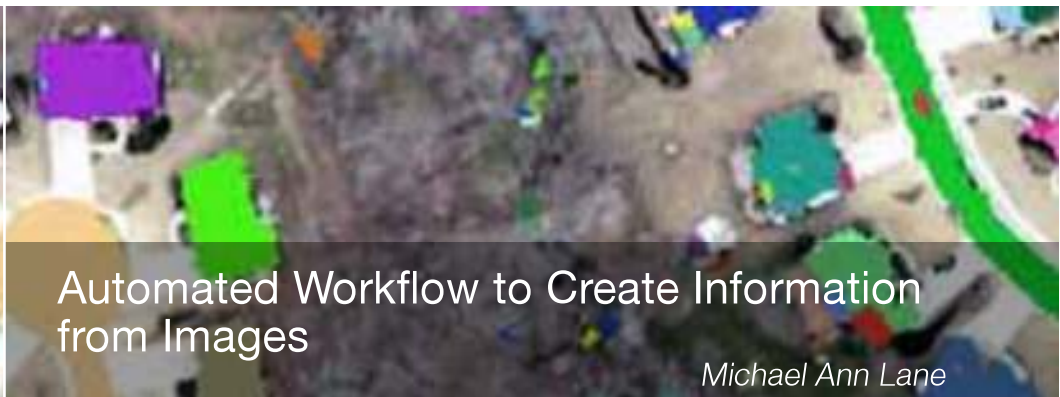 Automated Workflow to Create Information
from Images
Michael Ann Lane